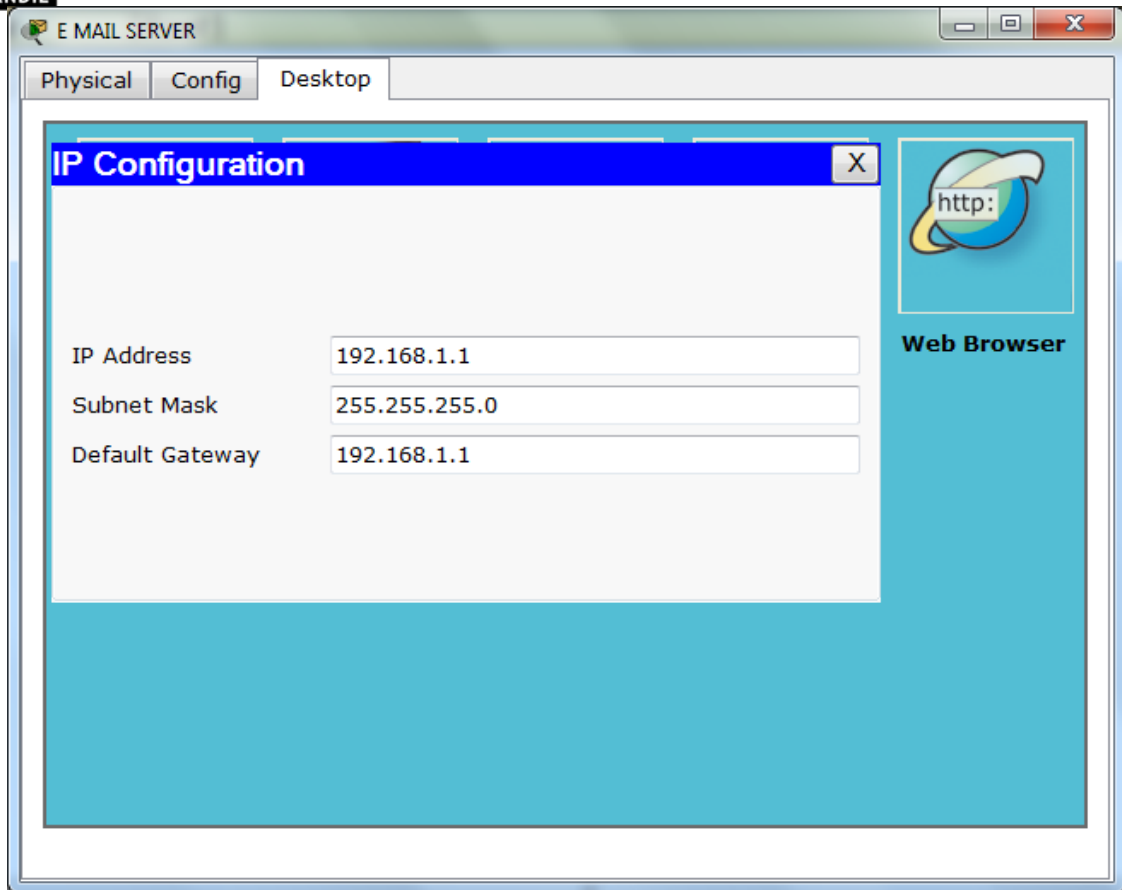 E MAIL SERVER
Physical Config Desktop
IP Configuration X
http:
IP Address 192.168.1.1
Web Browser
Subnet Mask 255.255.255.0
Default Gateway 192.168.1.1